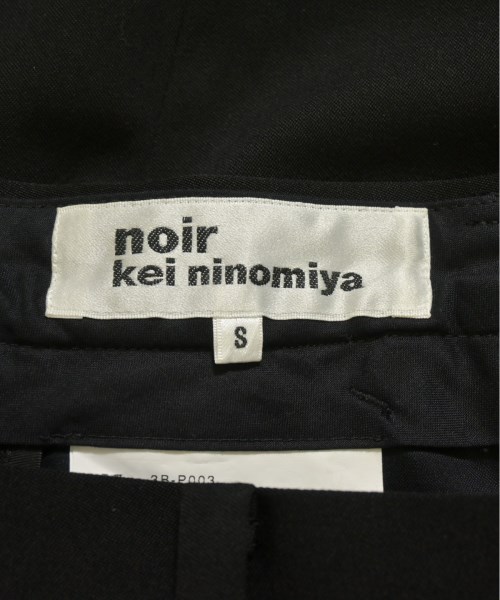 noir
kei ninomiya
S
3B-P003